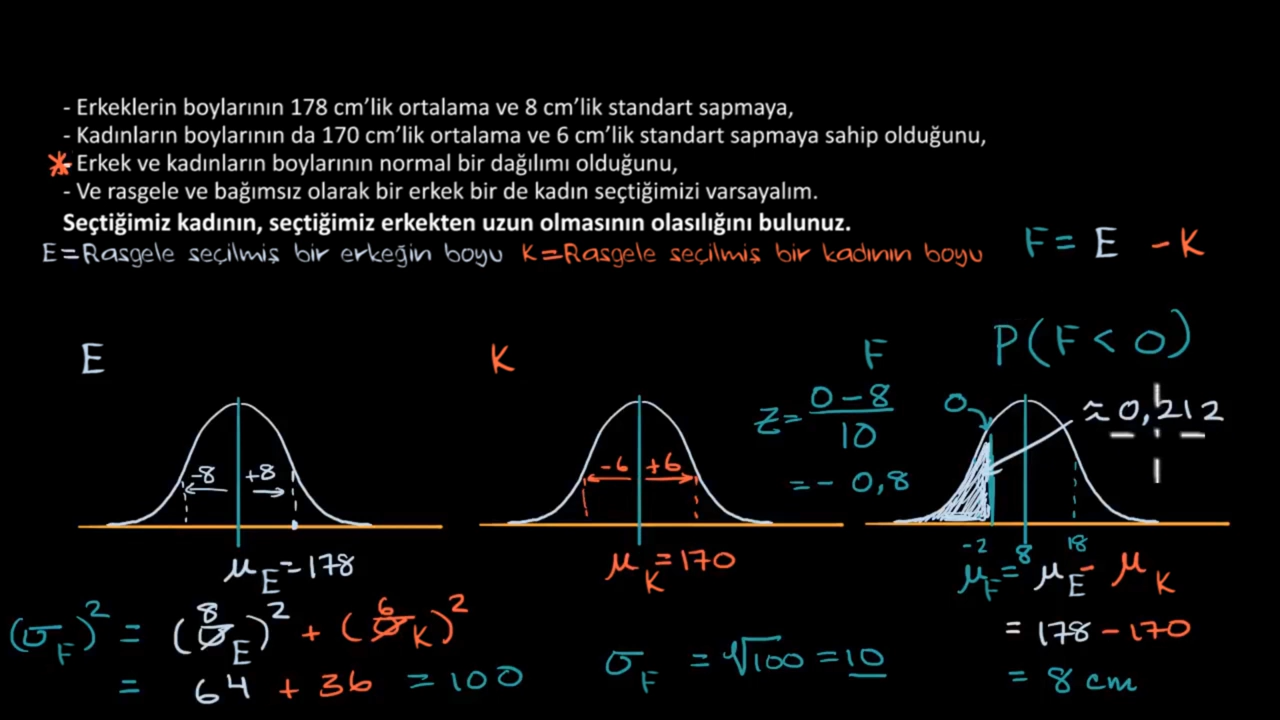 - Erkeklerin boylarının 178 cm’lik ortalama ve 8 cm’lik standart sapmaya,
- Kadınların boylarının da 170 cm’lik ortalama ve 6 cm’lik standart sapmaya sahip olduğunu,
- Erkek ve kadınların boylarının normal bir dağılımı olduğunu,
- Ve rasgele ve bağımsız olarak bir erkek bir de kadın seçtiğimizi varsayalım.
Seçtiğimiz kadının, seçtiğimiz erkekten uzun olmasının olasılığını bulunuz.
E=Rasgele seçilmiş bir erkeğin boyu K=Rasgele seçilmiş bir kadının boyu
F= E - K
E
K
F
P(F < 0)
z = (0-8)/10
= - 0,8
0
≈ 0,212
-8 +8
-6 +6
-2 8 18
μE = 178
μK = 170
μF = μE - μK
= 178 - 170
= 8 cm
(σF)² = (8 σE)² + (6 σK)²
= 64 + 36 = 100
σF = √100 = 10